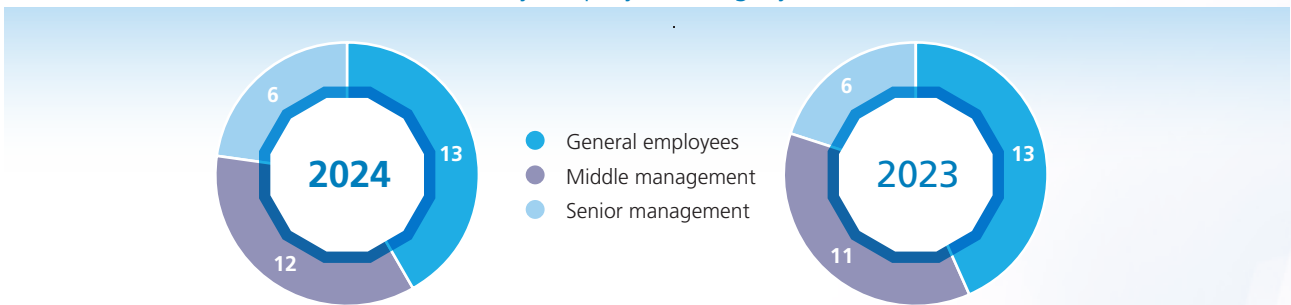 6
13
12
2024
General employees
Middle management
Senior management
6
13
11
2023